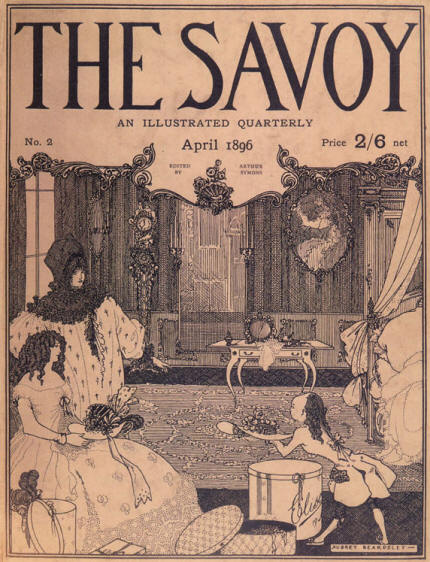 THE SAVOY
AN ILLUSTRATED QUARTERLY
No. 2
April 1896
Price 2/6 net
EDITED BY
ARTHUR SYMONS
AUBREY BEARDSLEY